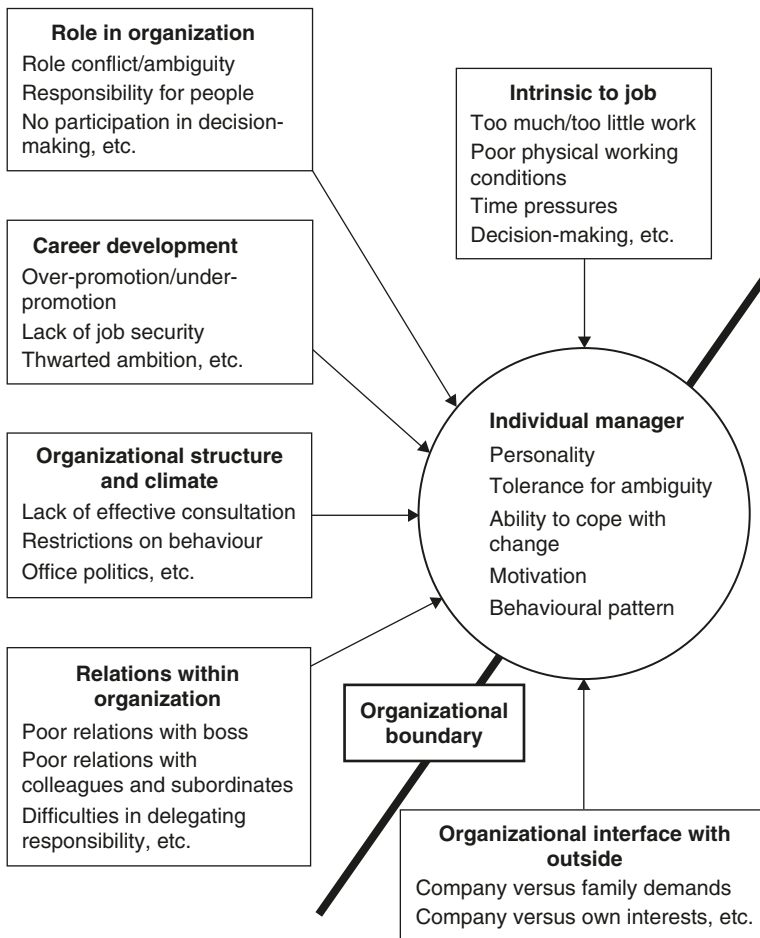 Role in organization
Role conflict/ambiguity
Responsibility for people
No participation in decision-
making, etc.
Intrinsic to job
Too much/too little work
Poor physical working
conditions
Time pressures
Decision-making, etc.
Career development
Over-promotion/under-
promotion
Lack of job security
Thwarted ambition, etc.
Individual manager
Personality
Tolerance for ambiguity
Ability to cope with
change
Motivation
Behavioural pattern
Organizational structure
and climate
Lack of effective consultation
Restrictions on behaviour
Office politics, etc.
Relations within
organization
Poor relations with boss
Poor relations with
colleagues and subordinates
Difficulties in delegating
responsibility, etc.
Organizational
boundary
Organizational interface with
outside
Company versus family demands
Company versus own interests, etc.